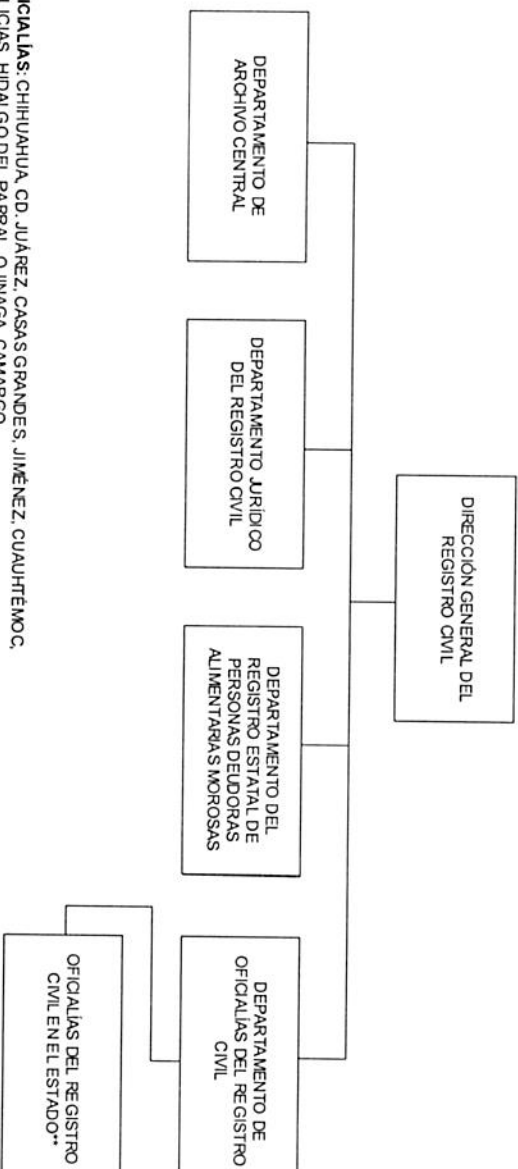 DIRECCIÓN GENERAL DEL
REGISTRO CIVIL
DEPARTAMENTO DE
ARCHIVO CENTRAL
DEPARTAMENTO JURÍDICO
DEL REGISTRO CIVIL
DEPARTAMENTO DEL
REGISTRO ESTATAL DE
PERSONAS DEUDORAS
ALIMENTARIAS MOROSAS
DEPARTAMENTO DE
OFICIALÍAS DEL REGISTRO
CIVIL
OFICIALÍAS DEL REGISTRO
CIVIL EN EL ESTADO**
CHIHUAHUA, CD. JUÁREZ, CASAS GRANDES, JIMÉNEZ, CUAUHTÉMOC,
HIDALGO DEL PARRAL, OJINAGA, CAMARGO